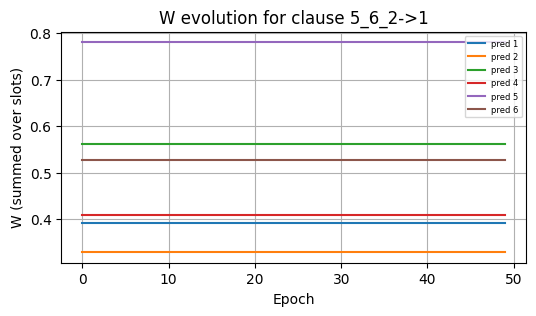 W evolution for clause 5_6_2->1
W (summed over slots)
0.8
0.7
0.6
0.5
0.4
pred 1
pred 2
pred 3
pred 4
pred 5
pred 6
0 10 20 30 40 50
Epoch